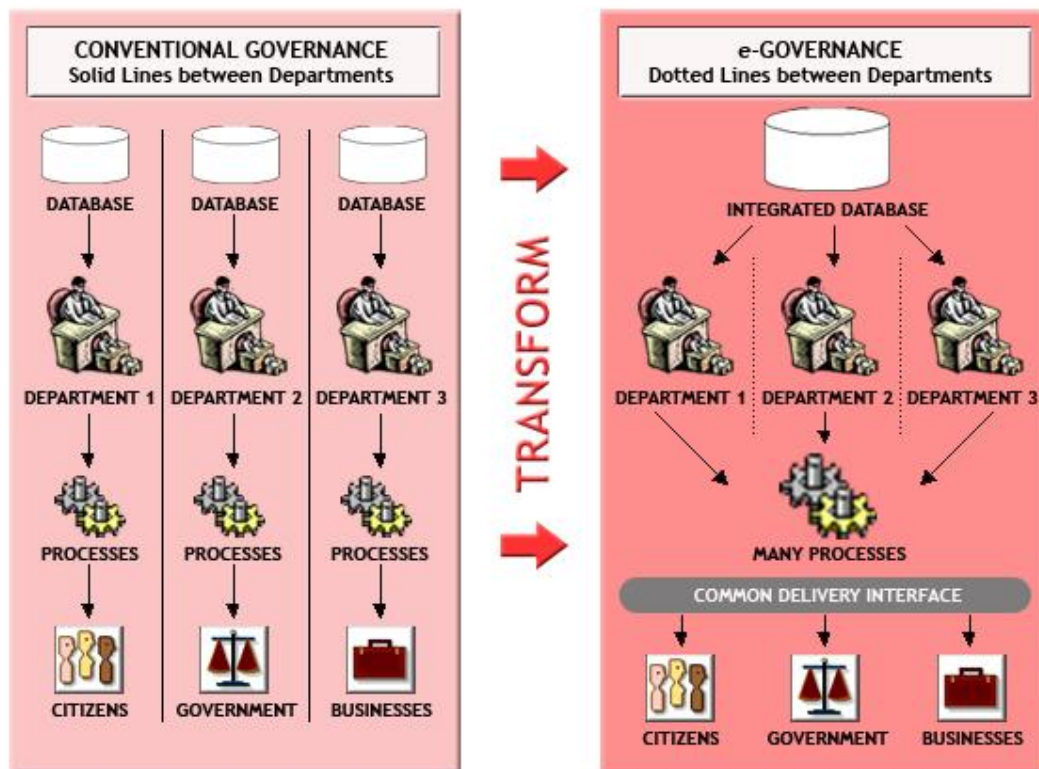 CONVENTIONAL GOVERNANCE
Solid Lines between Departments
DATABASE
DATABASE
DATABASE
DEPARTMENT 1
DEPARTMENT 2
DEPARTMENT 3
PROCESSES
PROCESSES
PROCESSES
CITIZENS
GOVERNMENT
BUSINESSES
TRANSFORM
e-GOVERNANCE
Dotted Lines between Departments
INTEGRATED DATABASE
DEPARTMENT 1
DEPARTMENT 2
DEPARTMENT 3
MANY PROCESSES
COMMON DELIVERY INTERFACE
CITIZENS
GOVERNMENT
BUSINESSES